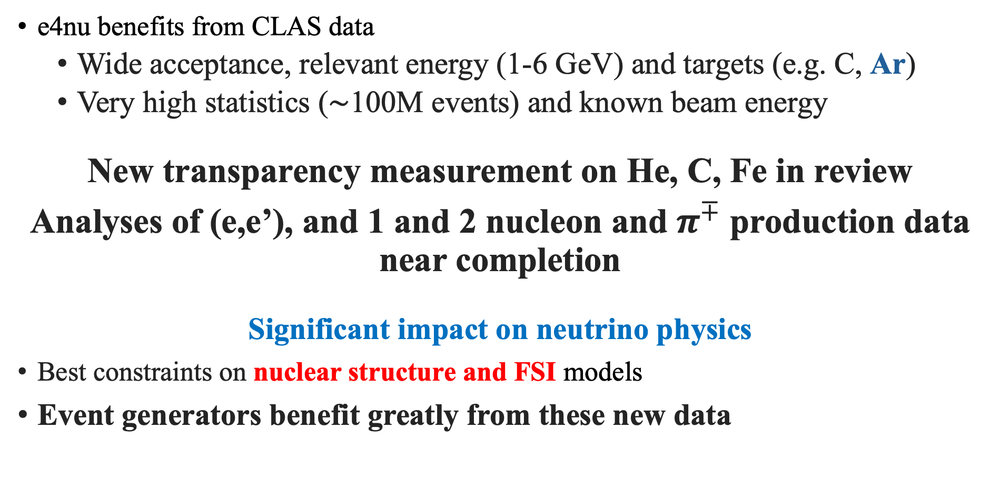 • e4nu benefits from CLAS data
• Wide acceptance, relevant energy (1-6 GeV) and targets (e.g. C, Ar)
• Very high statistics (~100M events) and known beam energy
New transparency measurement on He, C, Fe in review
Analyses of (e,e’), and 1 and 2 nucleon and π∓ production data
near completion
Significant impact on neutrino physics
• Best constraints on nuclear structure and FSI models
• Event generators benefit greatly from these new data